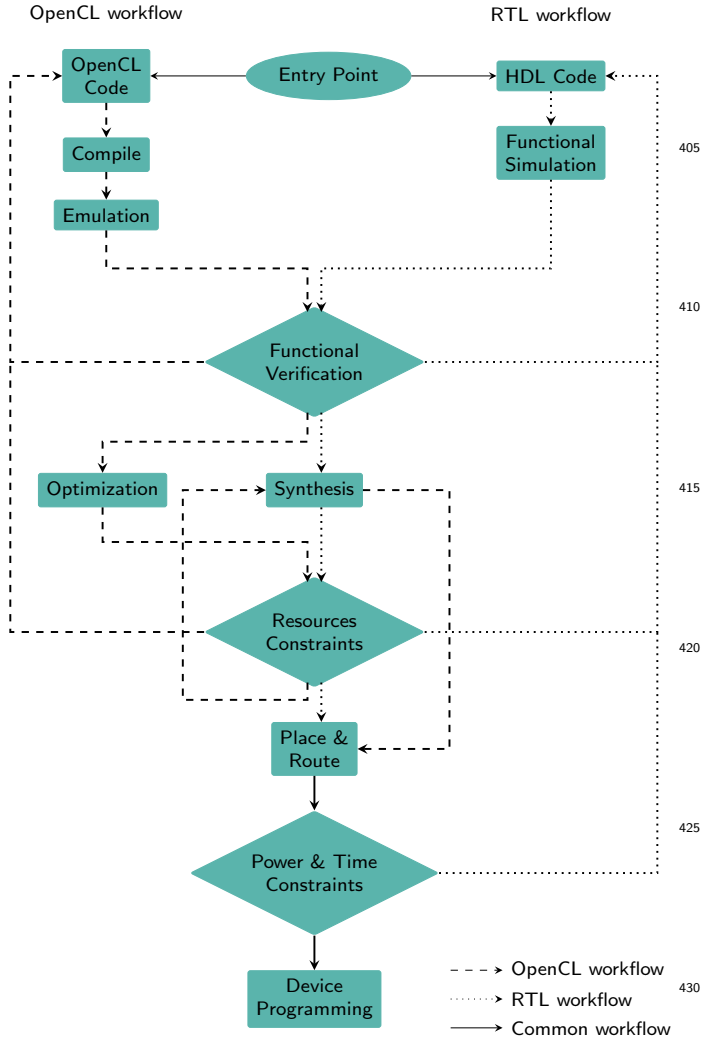 OpenCL workflow
RTL workflow
OpenCL
Code
Entry Point
HDL Code
Compile
Functional
Simulation
405
Emulation
410
Functional
Verification
Optimization
Synthesis
415
Resources
Constraints
420
Place &
Route
425
Power & Time
Constraints
Device
Programming
OpenCL workflow
RTL workflow
430
Common workflow